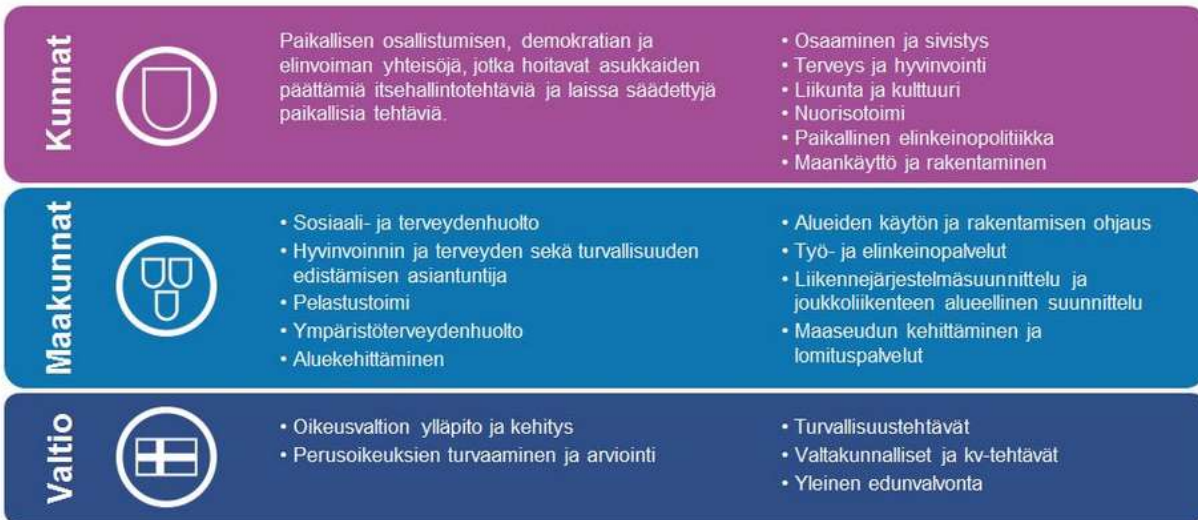 Kunnat
Paikallisen osallistumisen, demokratian ja
elinvoiman yhteisöjä, jotka hoitavat asukkaiden
päättämiä itsehallintotehtäviä ja laissa säädettyjä
paikallisia tehtäviä.
• Osaaminen ja sivistys
• Terveys ja hyvinvointi
• Liikunta ja kulttuuri
• Nuorisotoimi
• Paikallinen elinkeinopolitiikka
• Maankäyttö ja rakentaminen
Maakunnat
• Sosiaali- ja terveydenhuolto
• Hyvinvoinnin ja terveyden sekä turvallisuuden
edistämisen asiantuntija
• Pelastustoimi
• Ympäristöterveydenhuolto
• Aluekehittäminen
• Alueiden käytön ja rakentamisen ohjaus
• Työ- ja elinkeinopalvelut
• Liikennejärjestelmäsuunnittelu ja
joukkoliikenteen alueellinen suunnittelu
• Maaseudun kehittäminen ja
lomituspalvelut
Valtio
• Oikeusvaltion ylläpito ja kehitys
• Perusoikeuksien turvaaminen ja arviointi
• Turvallisuustehtävät
• Valtakunnalliset ja kv-tehtävät
• Yleinen edunvalvonta